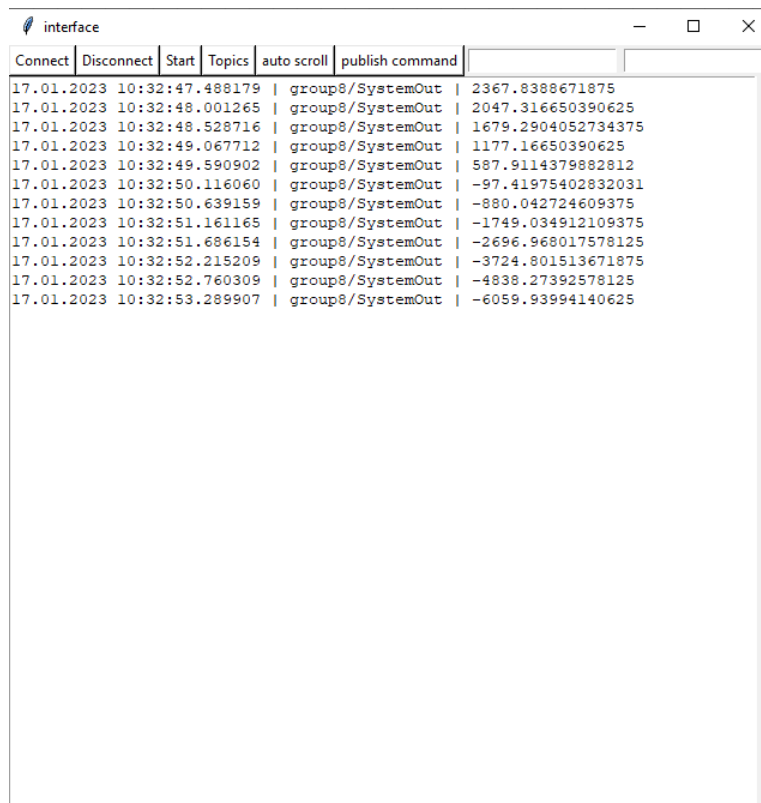 interface
Connect Disconnect Start Topics auto scroll publish command
17.01.2023 10:32:47.488179 | group8/SystemOut | 2367.8388671875
17.01.2023 10:32:48.001265 | group8/SystemOut | 2047.316650390625
17.01.2023 10:32:48.528716 | group8/SystemOut | 1679.2904052734375
17.01.2023 10:32:49.067712 | group8/SystemOut | 1177.16650390625
17.01.2023 10:32:49.590902 | group8/SystemOut | 587.9114379882812
17.01.2023 10:32:50.116060 | group8/SystemOut | -97.41975402832031
17.01.2023 10:32:50.639159 | group8/SystemOut | -880.042724609375
17.01.2023 10:32:51.161165 | group8/SystemOut | -1749.034912109375
17.01.2023 10:32:51.686154 | group8/SystemOut | -2696.968017578125
17.01.2023 10:32:52.215209 | group8/SystemOut | -3724.801513671875
17.01.2023 10:32:52.760309 | group8/SystemOut | -4838.27392578125
17.01.2023 10:32:53.289907 | group8/SystemOut | -6059.93994140625